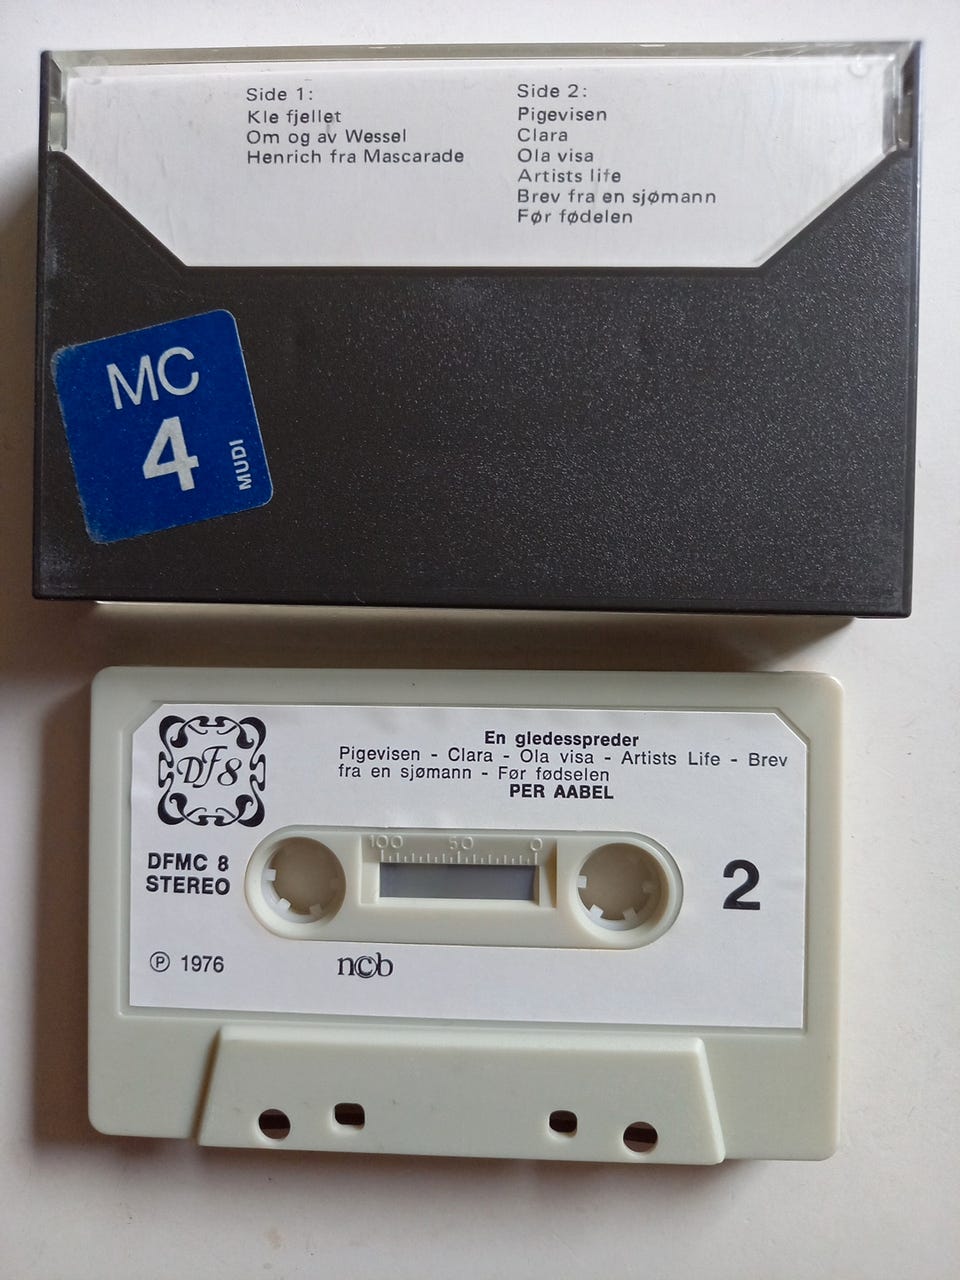 Side 1:
Kle fjellet
Om og av Wessel
Henrich fra Mascarade
Side 2:
Pigevisen
Clara
Ola visa
Artists life
Brev fra en sjømann
Før fødelen
MC
4
MUDI
DF8
En gledesspreder
Pigevisen - Clara - Ola visa - Artists Life - Brev
fra en sjømann - Før fødselen
PER AABEL
100 50 0
DFMC 8
STEREO
2
Ⓟ 1976
ncb